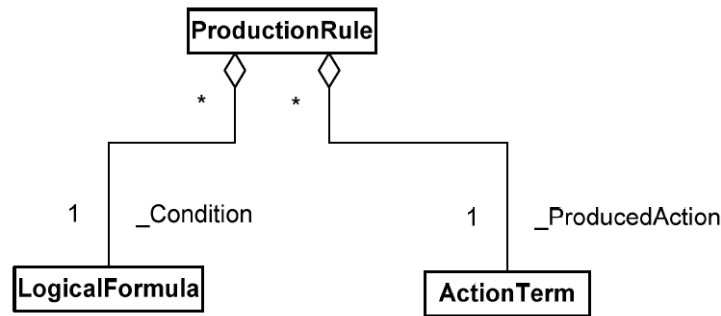 ProductionRule
* *
1 _Condition 1 _ProducedAction
LogicalFormula
ActionTerm